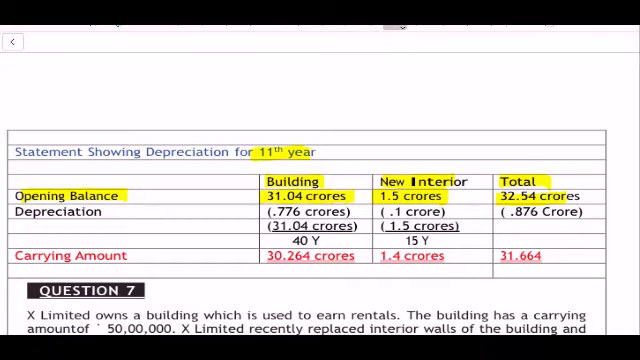 Statement Showing Depreciation for 11th year
Building New Interior Total
Opening Balance 31.04 crores 1.5 crores 32.54 crores
Depreciation (.776 crores) (.1 crore) (.876 Crore)
(31.04 crores) ( 1.5 crores)
40 Y 15 Y
Carrying Amount 30.264 crores 1.4 crores 31.664
QUESTION 7
X Limited owns a building which is used to earn rentals. The building has a carrying
amountof ` 50,00,000. X Limited recently replaced interior walls of the building and